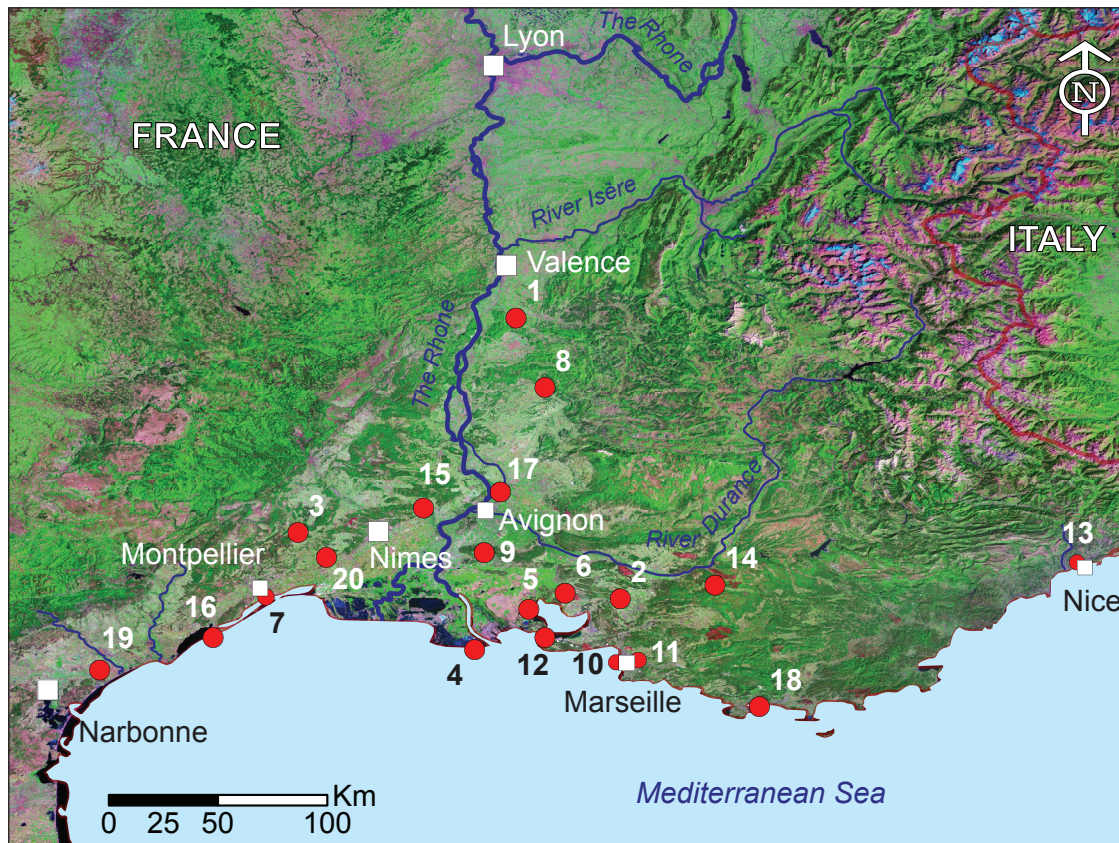 The Rhone
Lyon
N
FRANCE
River Isère
ITALY
Valence
1
The Rhone
8
15
17
3
Avignon
River Durance
Montpellier
Nimes
9
13
14
20
5
6
2
Nice
16
7
19
4
12
10
11
18
Marseille
Narbonne
Km
0 25 50 100
Mediterranean Sea